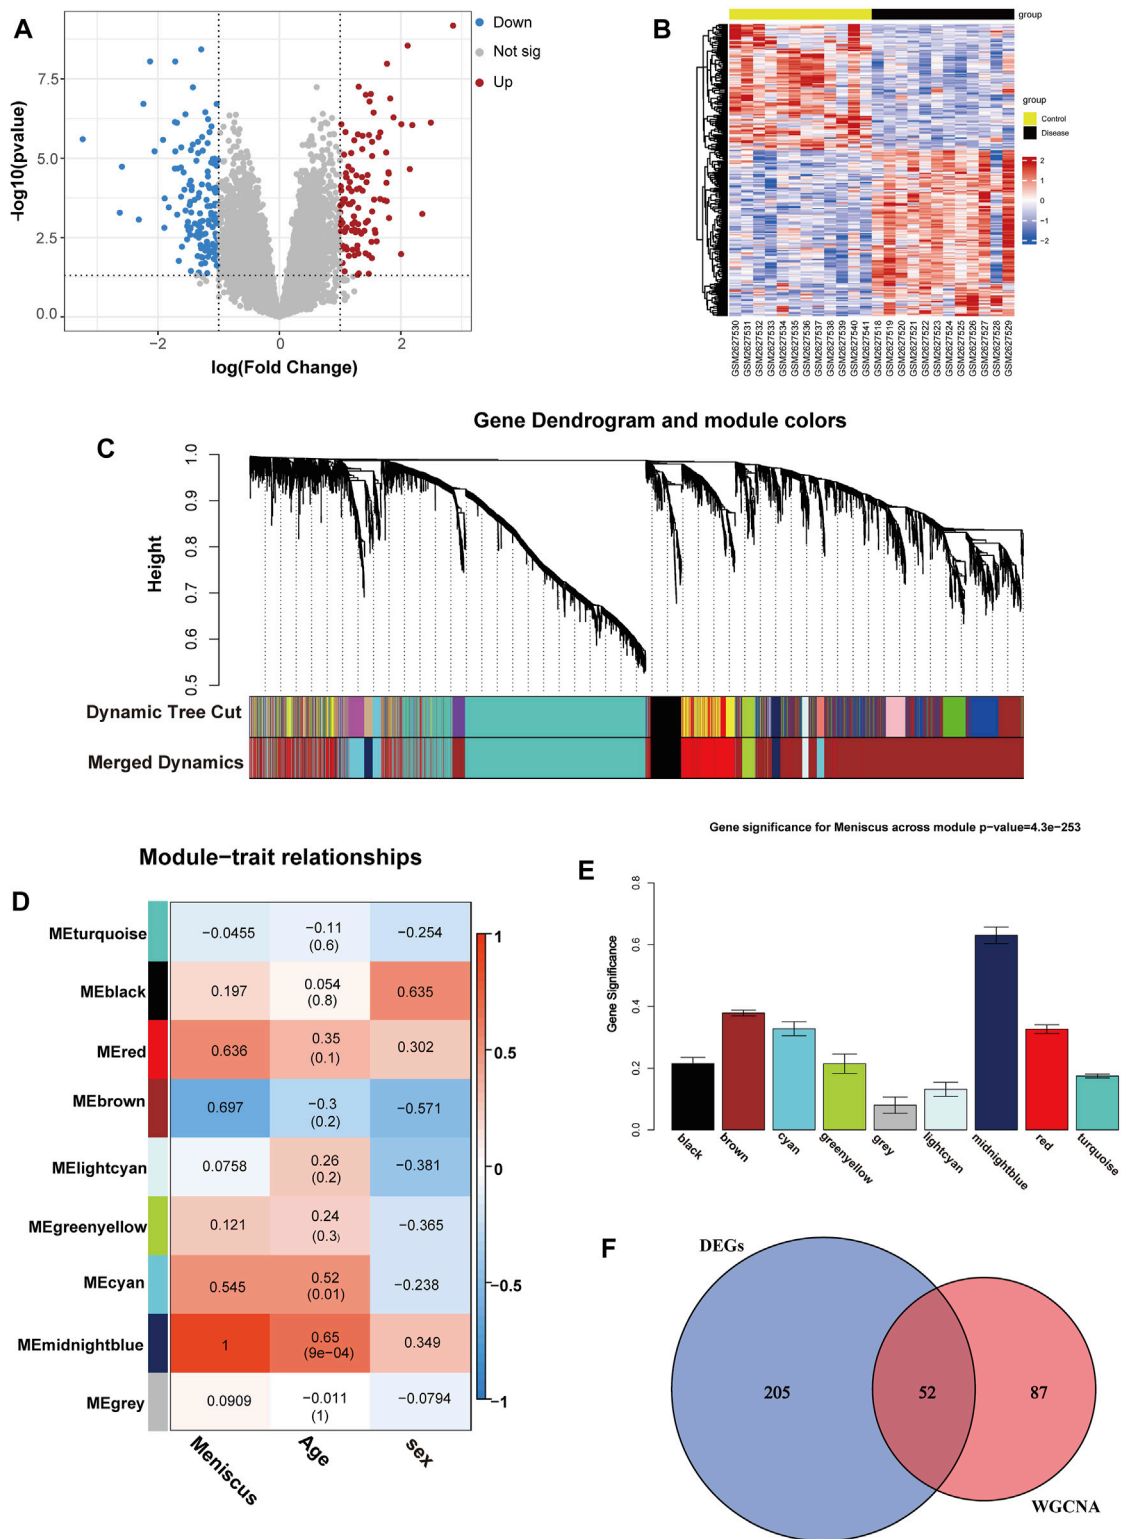 A
Down
Not sig
Up
7.5
5.0
2.5
0.0
−2
0
2
-log10(pvalue)
log(Fold Change)
B
group
group
Control
Disease
2
1
0
−1
−2
GSM2627530
GSM2627531
GSM2627532
GSM2627533
GSM2627534
GSM2627535
GSM2627536
GSM2627537
GSM2627538
GSM2627539
GSM2627540
GSM2627541
GSM2627518
GSM2627519
GSM2627520
GSM2627521
GSM2627522
GSM2627523
GSM2627524
GSM2627525
GSM2627526
GSM2627527
GSM2627528
GSM2627529
Gene Dendrogram and module colors
C
Height
1.0
0.9
0.8
0.7
0.6
0.5
Dynamic Tree Cut
Merged Dynamics
Module−trait relationships
D
MEturquoise −0.0455 −0.11 (0.6) −0.254
MEblack 0.197 0.054 (0.8) 0.635
MEred 0.636 0.35 (0.1) 0.302
MEbrown 0.697 −0.3 (0.2) −0.571
MElightcyan 0.0758 0.26 (0.2) −0.381
MEgreenyellow 0.121 0.24 (0.3) −0.365
MEcyan 0.545 0.52 (0.01) −0.238
MEmidnightblue 1 0.65 (9e−04) 0.349
MEgrey 0.0909 −0.011 (1) −0.0794
Meniscus
Age
sex
1
0.5
0
−0.5
−1
Gene significance for Meniscus across module p−value=4.3e−253
E
Gene Significance
0.8
0.6
0.4
0.2
0.0
black
brown
cyan
greenyellow
grey
lightcyan
midnightblue
red
turquoise
F
DEGs
205
52
87
WGCNA